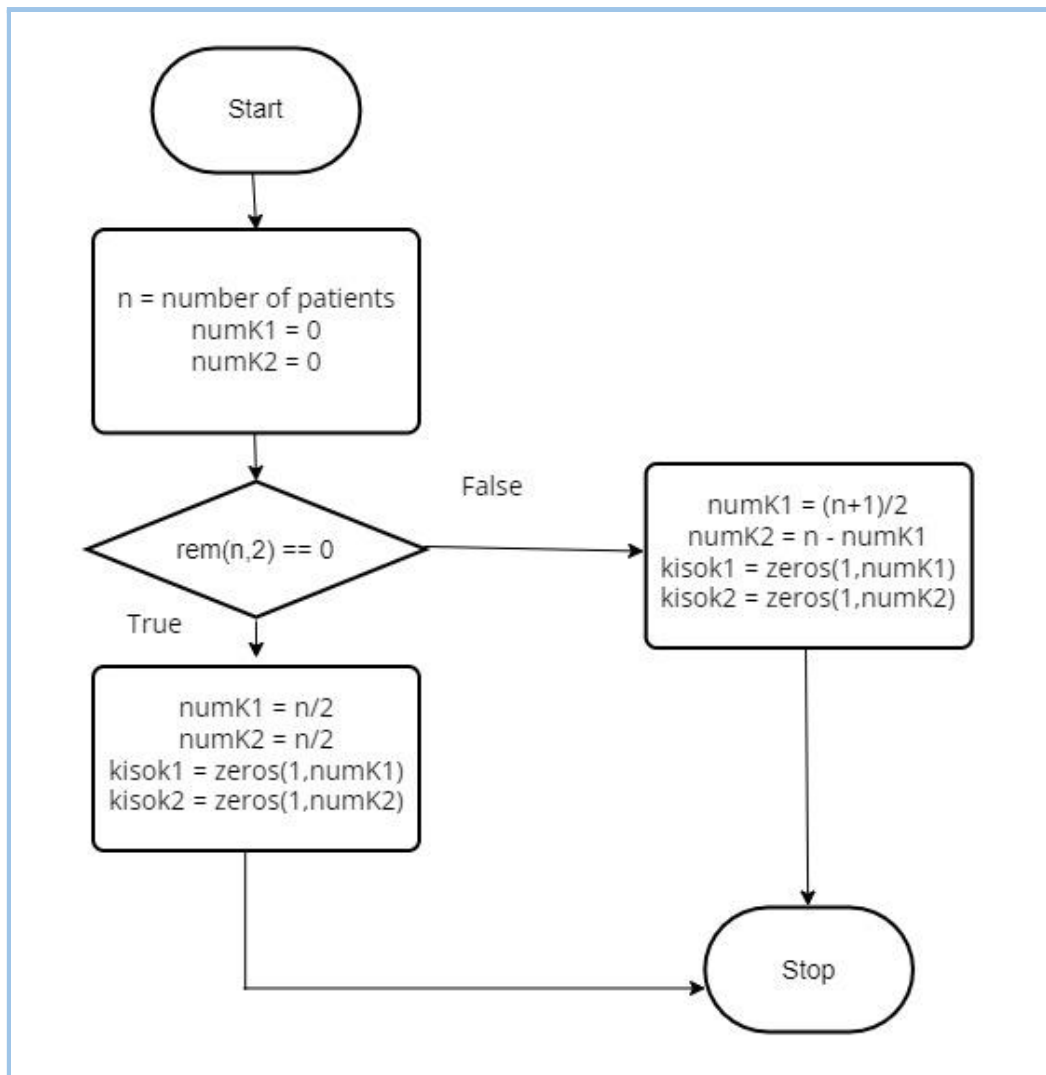 Start
n = number of patients
numK1 = 0
numK2 = 0
rem(n,2) == 0
False
numK1 = (n+1)/2
numK2 = n - numK1
kisok1 = zeros(1,numK1)
kisok2 = zeros(1,numK2)
True
numK1 = n/2
numK2 = n/2
kisok1 = zeros(1,numK1)
kisok2 = zeros(1,numK2)
Stop